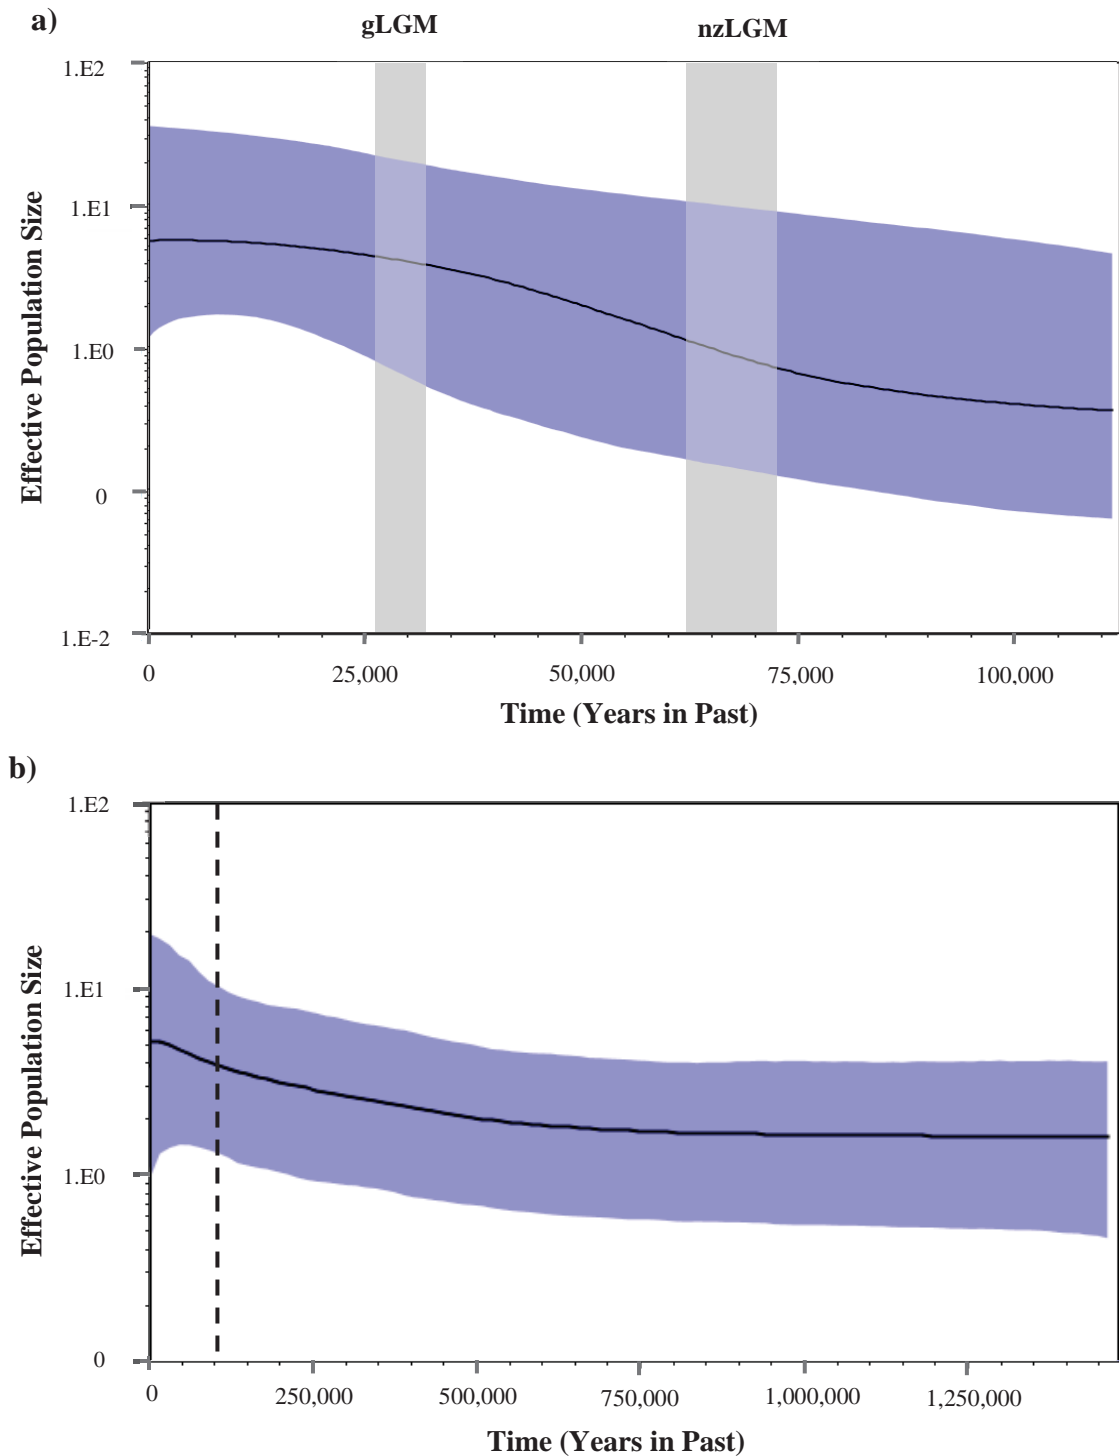 a)
gLGM nzLGM
1.E2
1.E1
1.E0
0
1.E-2
Effective Population Size
0 25,000 50,000 75,000 100,000
Time (Years in Past)
b)
1.E2
1.E1
1.E0
0
Effective Population Size
0 250,000 500,000 750,000 1,000,000 1,250,000
Time (Years in Past)